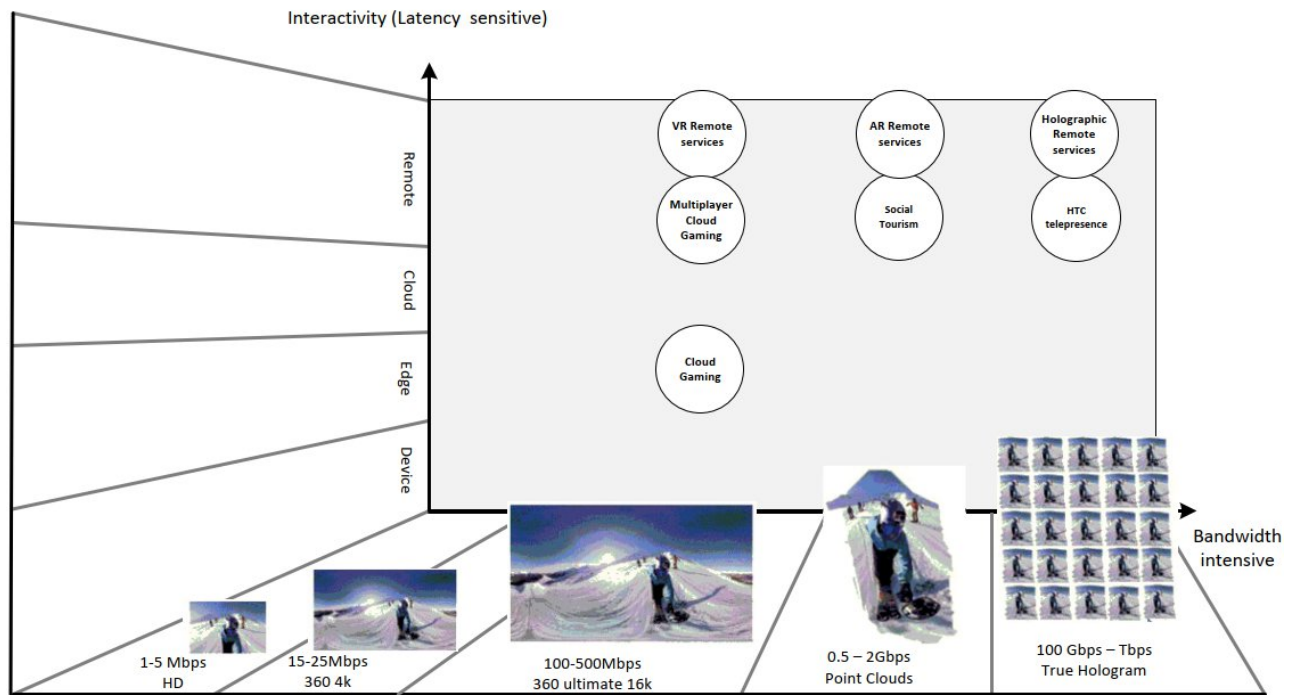 Interactivity (Latency sensitive)
VR Remote
services
AR Remote
services
Holographic
Remote
services
Remote
Multiplayer
Cloud
Gaming
Social
Tourism
HTC
telepresence
Cloud
Edge
Cloud
Gaming
Device
Bandwidth
intensive
1-5 Mbps
HD
15-25Mbps
360 4k
100-500Mbps
360 ultimate 16k
0.5 – 2Gbps
Point Clouds
100 Gbps – Tbps
True Hologram